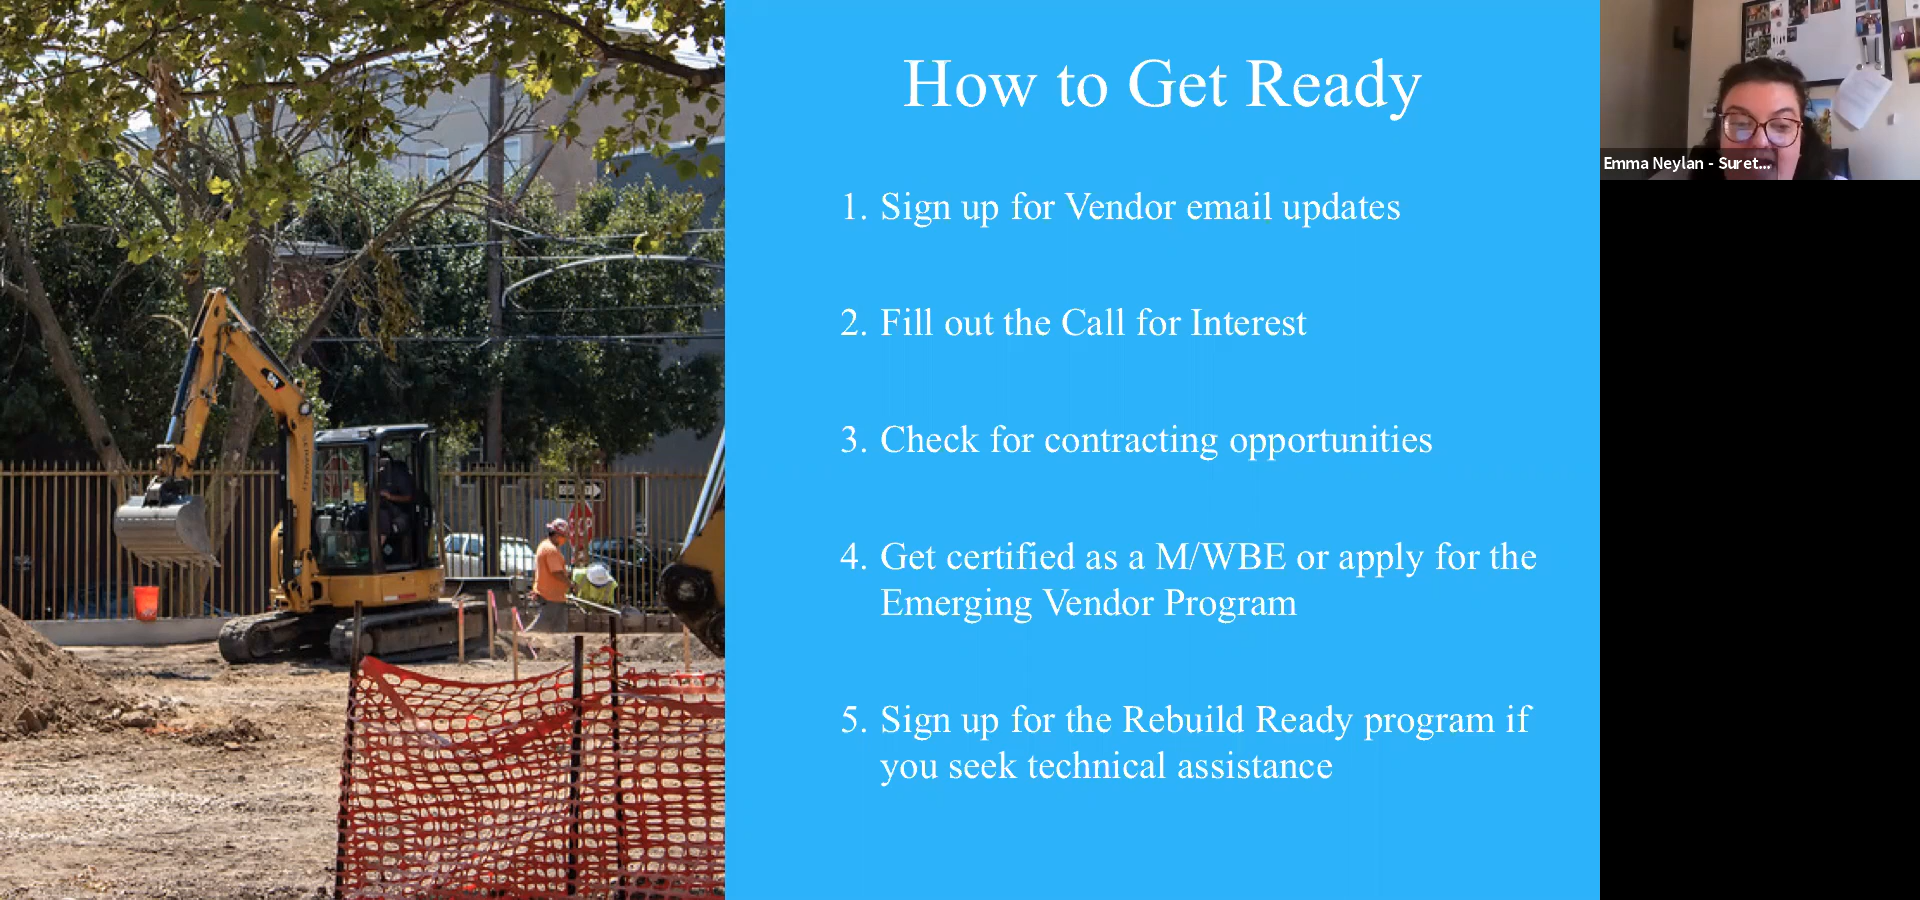 How to Get Ready
1. Sign up for Vendor email updates
2. Fill out the Call for Interest
3. Check for contracting opportunities
4. Get certified as a M/WBE or apply for the
Emerging Vendor Program
5. Sign up for the Rebuild Ready program if
you seek technical assistance
Emma Neylan - Suret...
CAT
STOP